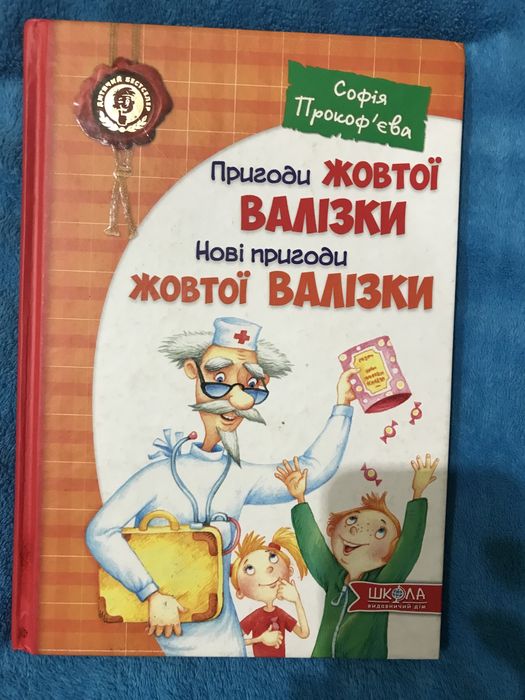 ДИТЯЧИЙ БЕСТСЕЛЕР
Софія
Прокоф'єва
Пригоди ЖОВТОЇ
ВАЛІЗКИ
Нові пригоди
ЖОВТОЇ ВАЛІЗКИ
ШКОЛА
ВИДАВНИЧИЙ ДІМ